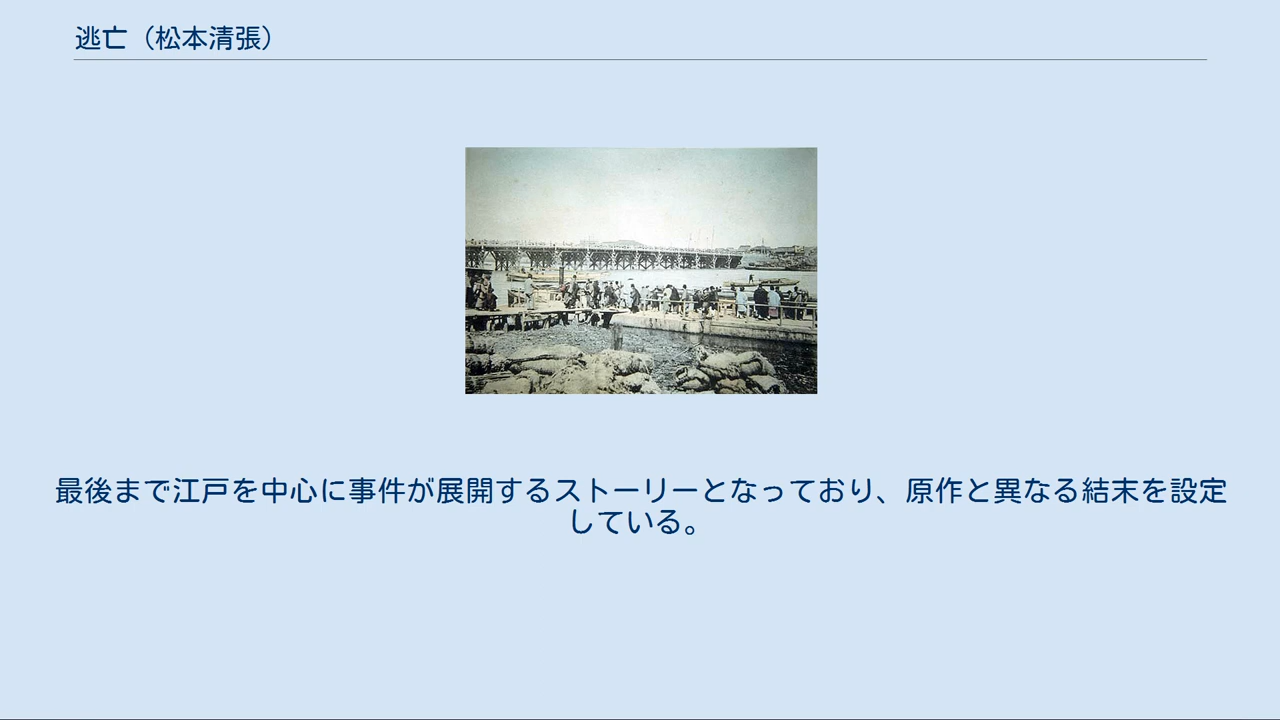 逃亡（松本清張）
最後まで江戸を中心に事件が展開するストーリーとなっており、原作と異なる結末を設定
している。